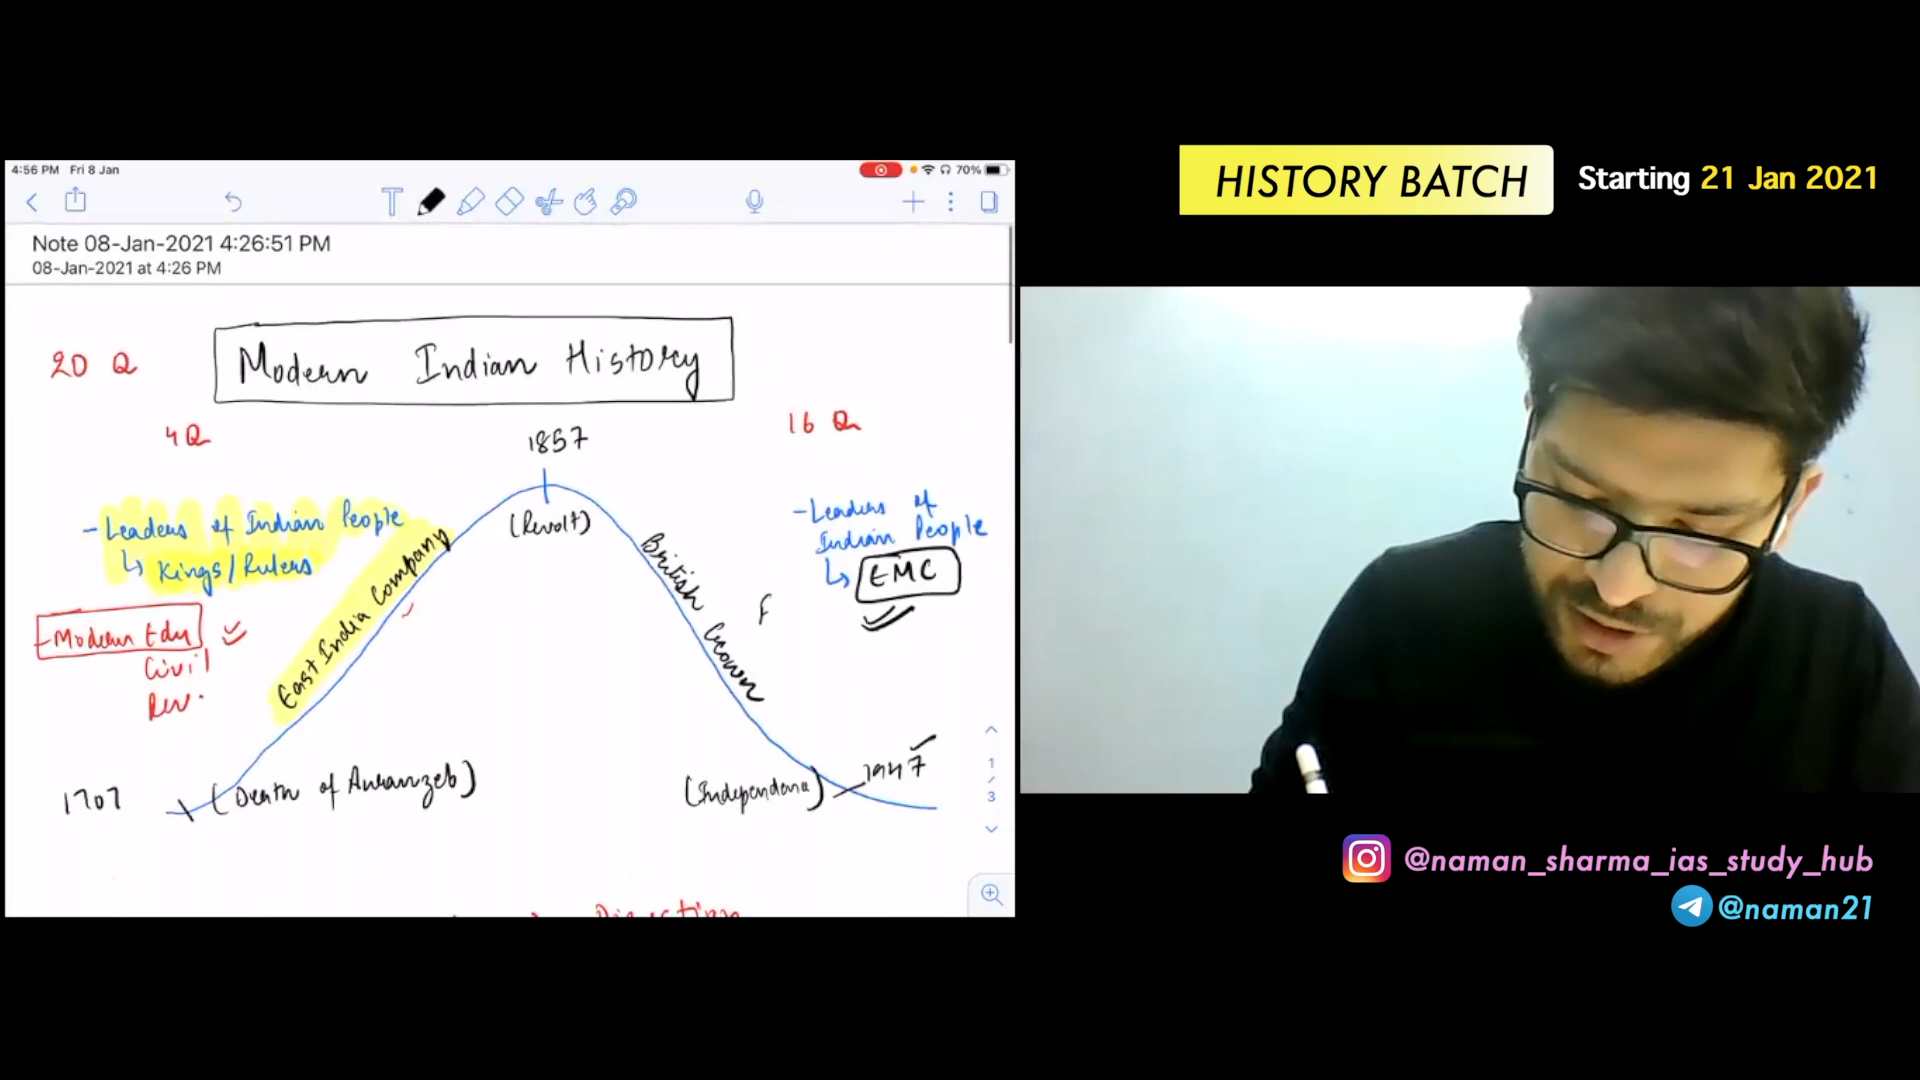 4:56 PM Fri 8 Jan
70%
Note 08-Jan-2021 4:26:51 PM
08-Jan-2021 at 4:26 PM
20 Q
Modern Indian History
4Q
16 Q
1857
(Revolt)
- Leaders of Indian People
↳ Kings/Rulers
East India Company
British Crown
- Leaders of
Indian People
↳ EMC
- Modern Edu
Civil
Rev.
F
1707
(Death of Auranzeb)
(Independence)
1947
1
/
3
HISTORY BATCH
Starting 21 Jan 2021
@naman_sharma_ias_study_hub
@naman21